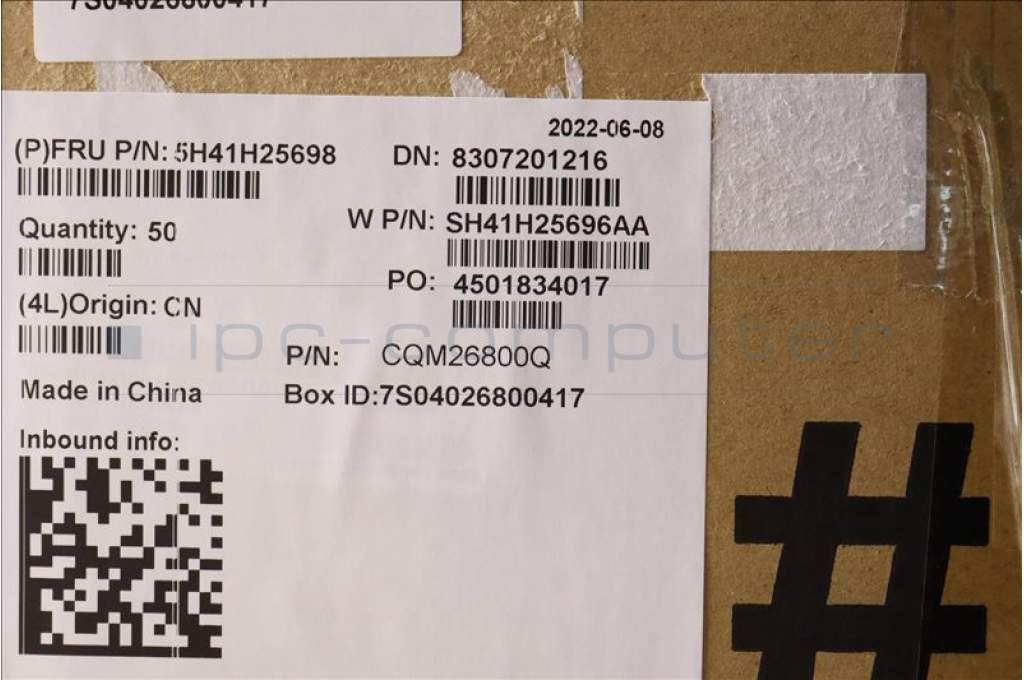 7S04026800417
2022-06-08
(P)FRU P/N: 5H41H25698
DN: 8307201216
Quantity: 50
W P/N: SH41H25696AA
PO: 4501834017
(4L)Origin: CN
P/N: CQM26800Q
Made in China
Box ID:7S04026800417
Inbound info:
ipc-computer
#